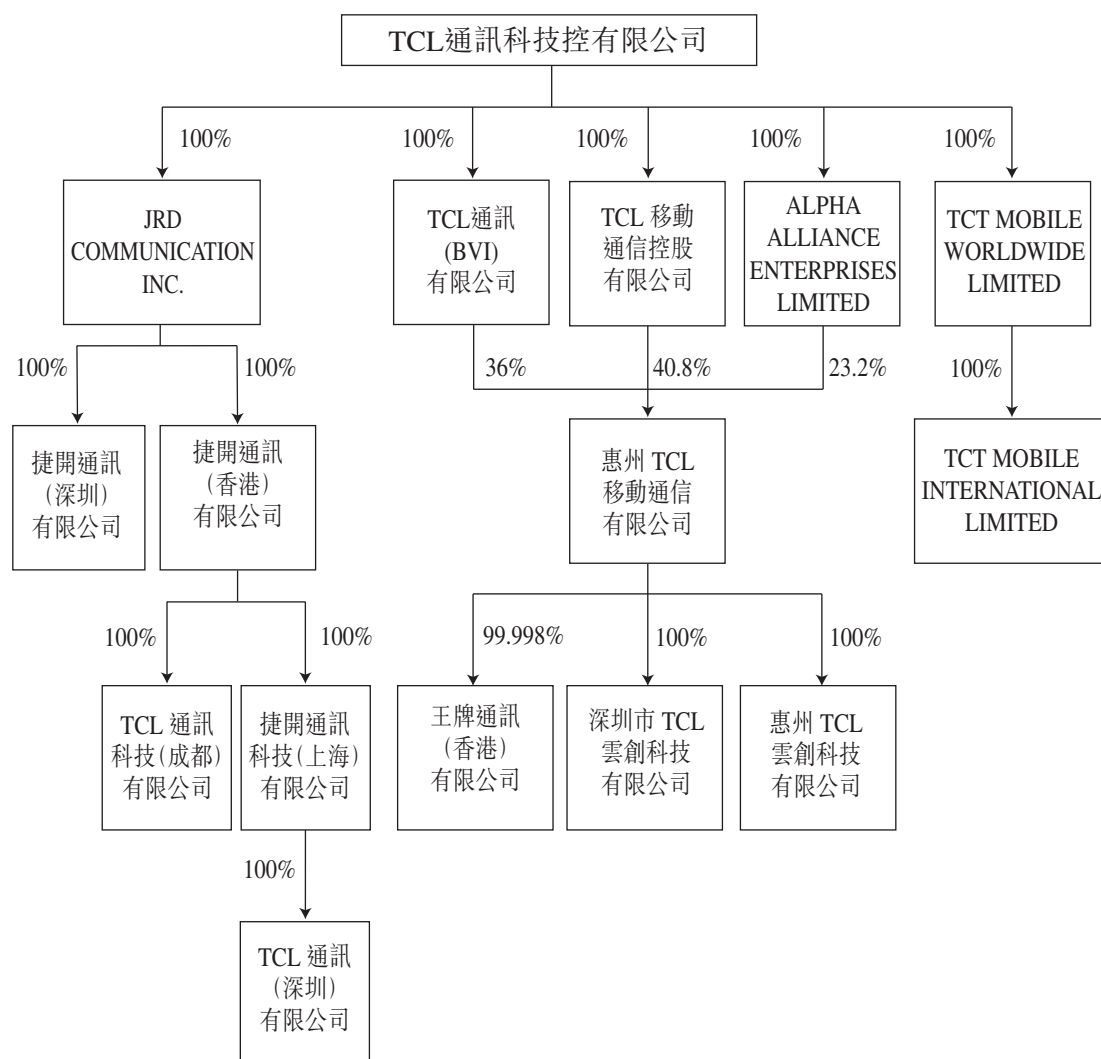 TCL通訊科技控有限公司
100%
100%
100%
100%
100%
JRD
COMMUNICATION
INC.
TCL通訊
(BVI)
有限公司
TCL 移動
通信控股
有限公司
ALPHA
ALLIANCE
ENTERPRISES
LIMITED
TCT MOBILE
WORLDWIDE
LIMITED
100%
100%
36%
40.8%
23.2%
100%
捷開通訊
（深圳）
有限公司
捷開通訊
（香港）
有限公司
惠州 TCL
移動通信
有限公司
TCT MOBILE
INTERNATIONAL
LIMITED
100%
100%
99.998%
100%
100%
TCL 通訊
科技（成都）
有限公司
捷開通訊
科技（上海）
有限公司
王牌通訊
（香港）
有限公司
深圳市 TCL
雲創科技
有限公司
惠州 TCL
雲創科技
有限公司
100%
TCL 通訊
（深圳）
有限公司